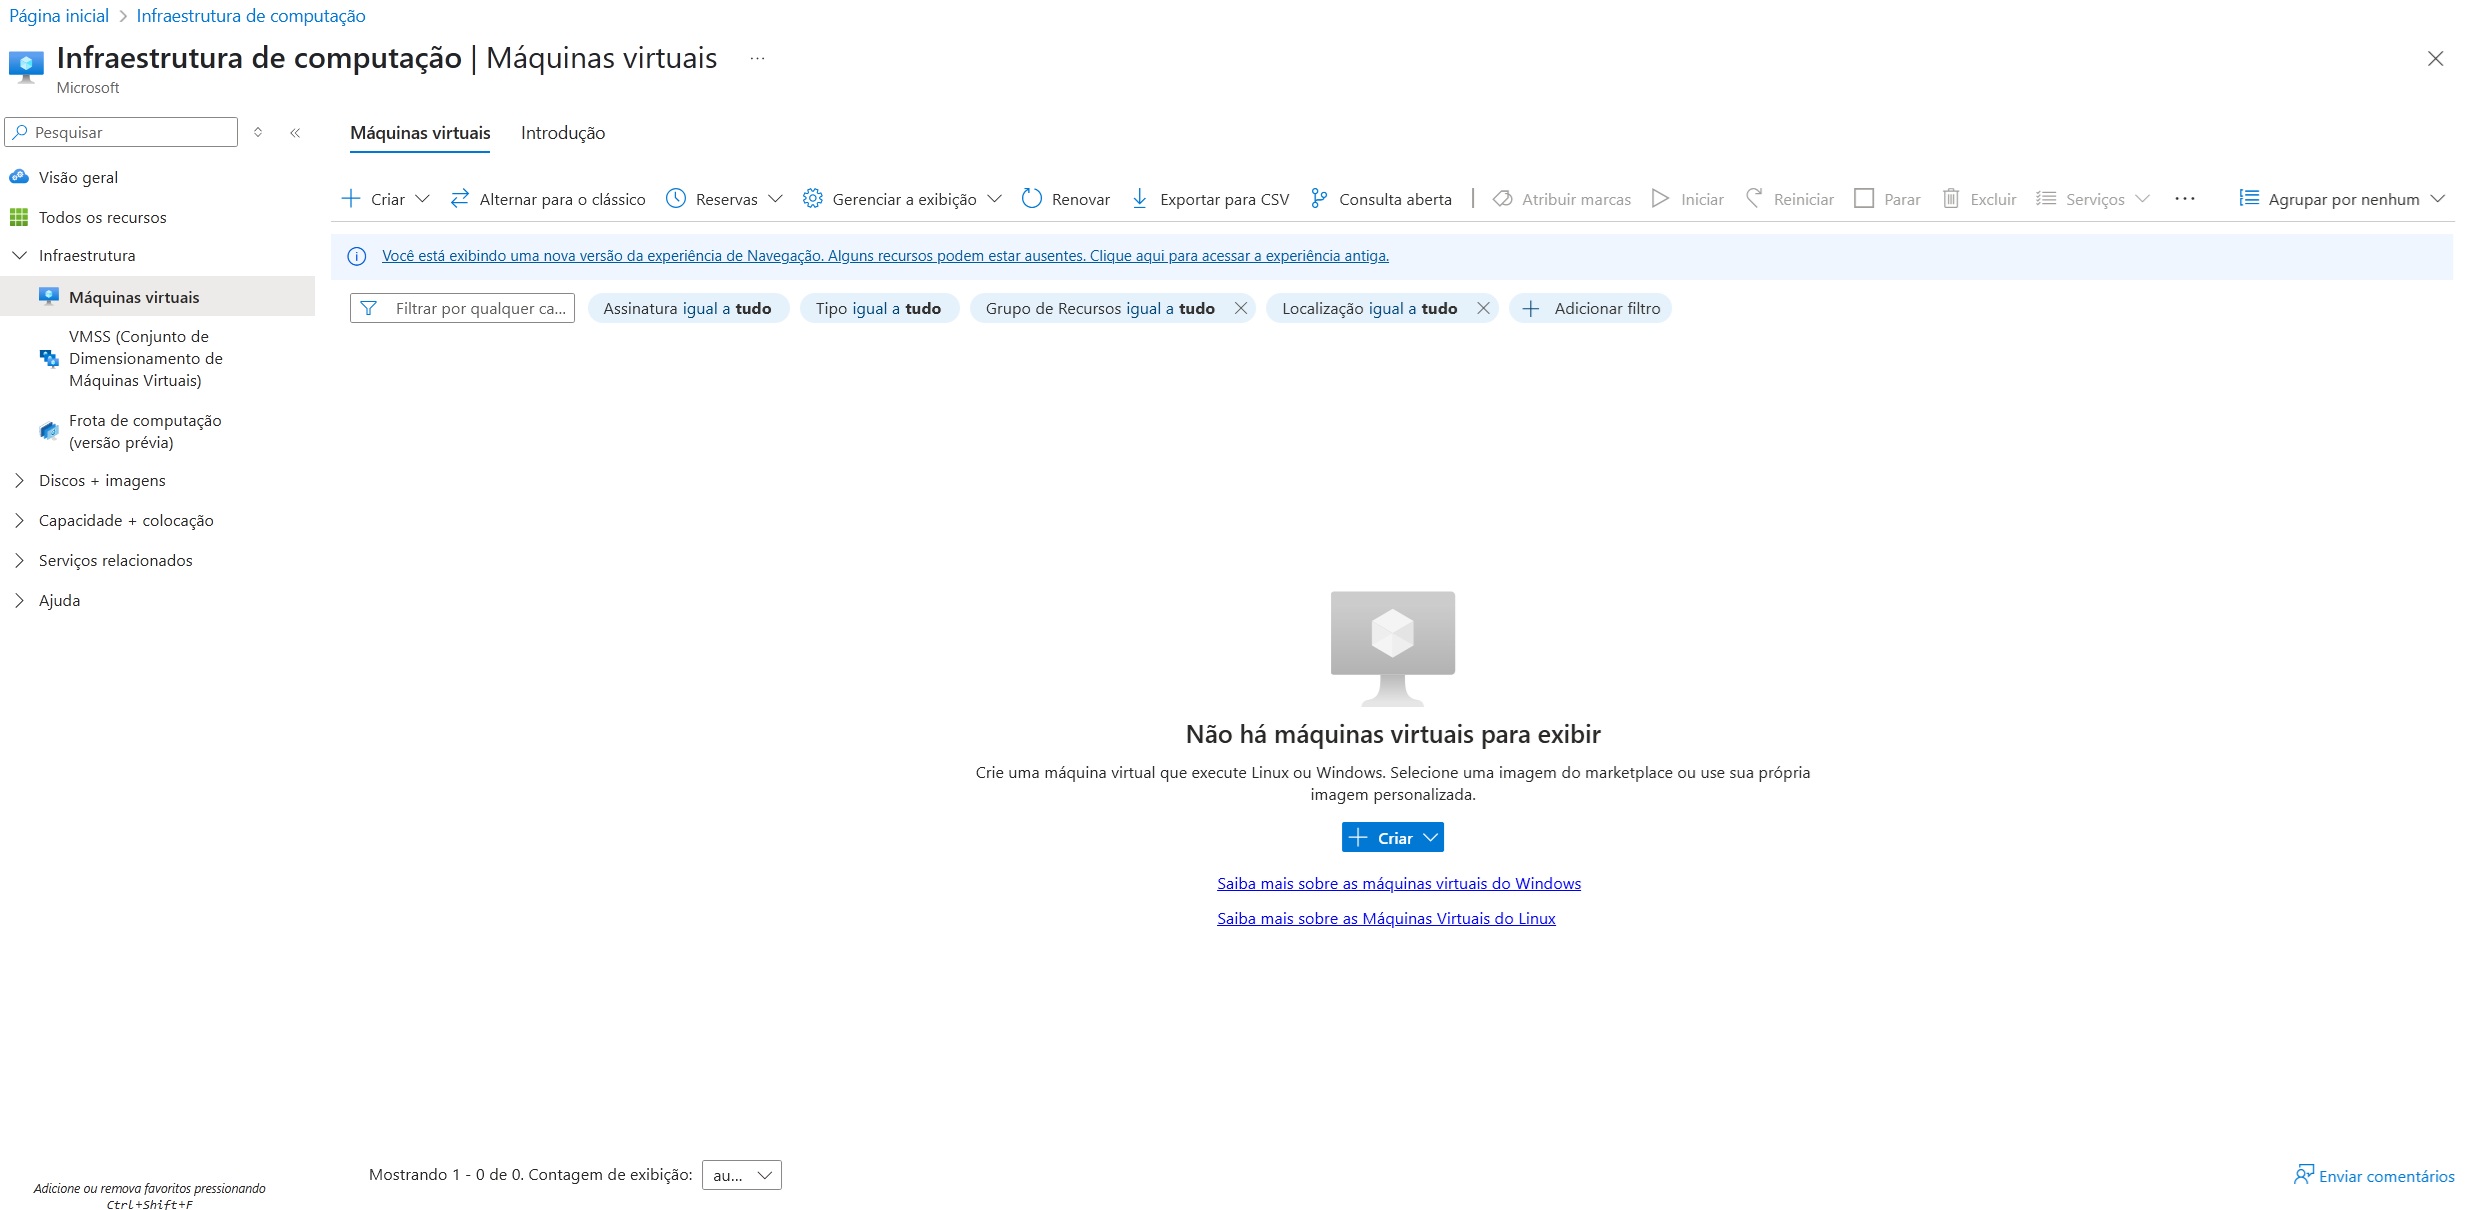 Página inicial > Infraestrutura de computação
Infraestrutura de computação | Máquinas virtuais ...
Microsoft
Pesquisar
Visão geral
Todos os recursos
Infraestrutura
Máquinas virtuais
VMSS (Conjunto de
Dimensionamento de
Máquinas Virtuais)
Frota de computação
(versão prévia)
Discos + imagens
Capacidade + colocação
Serviços relacionados
Ajuda
Adicione ou remova favoritos pressionando
Ctrl+Shift+F
Máquinas virtuais Introdução
Criar Alternar para o clássico Reservas Gerenciar a exibição Renovar Exportar para CSV Consulta aberta | Atribuir marcas Iniciar Reiniciar Parar Excluir Serviços ... Agrupar por nenhum
Você está exibindo uma nova versão da experiência de Navegação. Alguns recursos podem estar ausentes. Clique aqui para acessar a experiência antiga.
Filtrar por qualquer ca... Assinatura igual a tudo Tipo igual a tudo Grupo de Recursos igual a tudo Localização igual a tudo Adicionar filtro
Não há máquinas virtuais para exibir
Crie uma máquina virtual que execute Linux ou Windows. Selecione uma imagem do marketplace ou use sua própria
imagem personalizada.
Criar
Saiba mais sobre as máquinas virtuais do Windows
Saiba mais sobre as Máquinas Virtuais do Linux
Mostrando 1 - 0 de 0. Contagem de exibição: au...
Enviar comentários